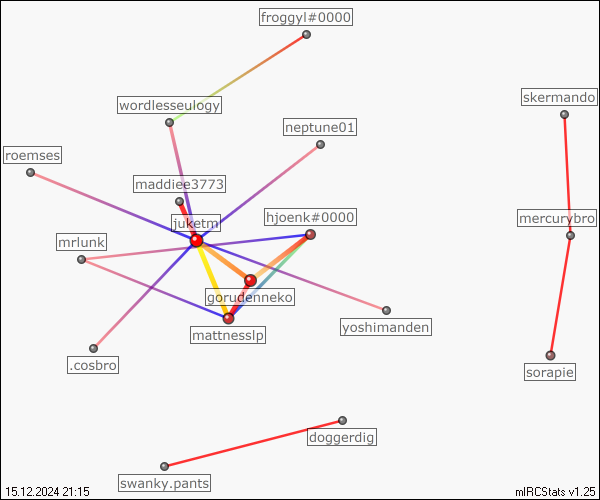 froggyl#0000
skermando
wordlesseulogy
neptune01
roemses
maddiee3773
juketm
hjoenk#0000
mercurybro
mrlunk
gorudenneko
yoshimanden
mattnesslp
.cosbro
sorapie
doggerdig
swanky.pants
15.12.2024 21:15
mIRCStats v1.25